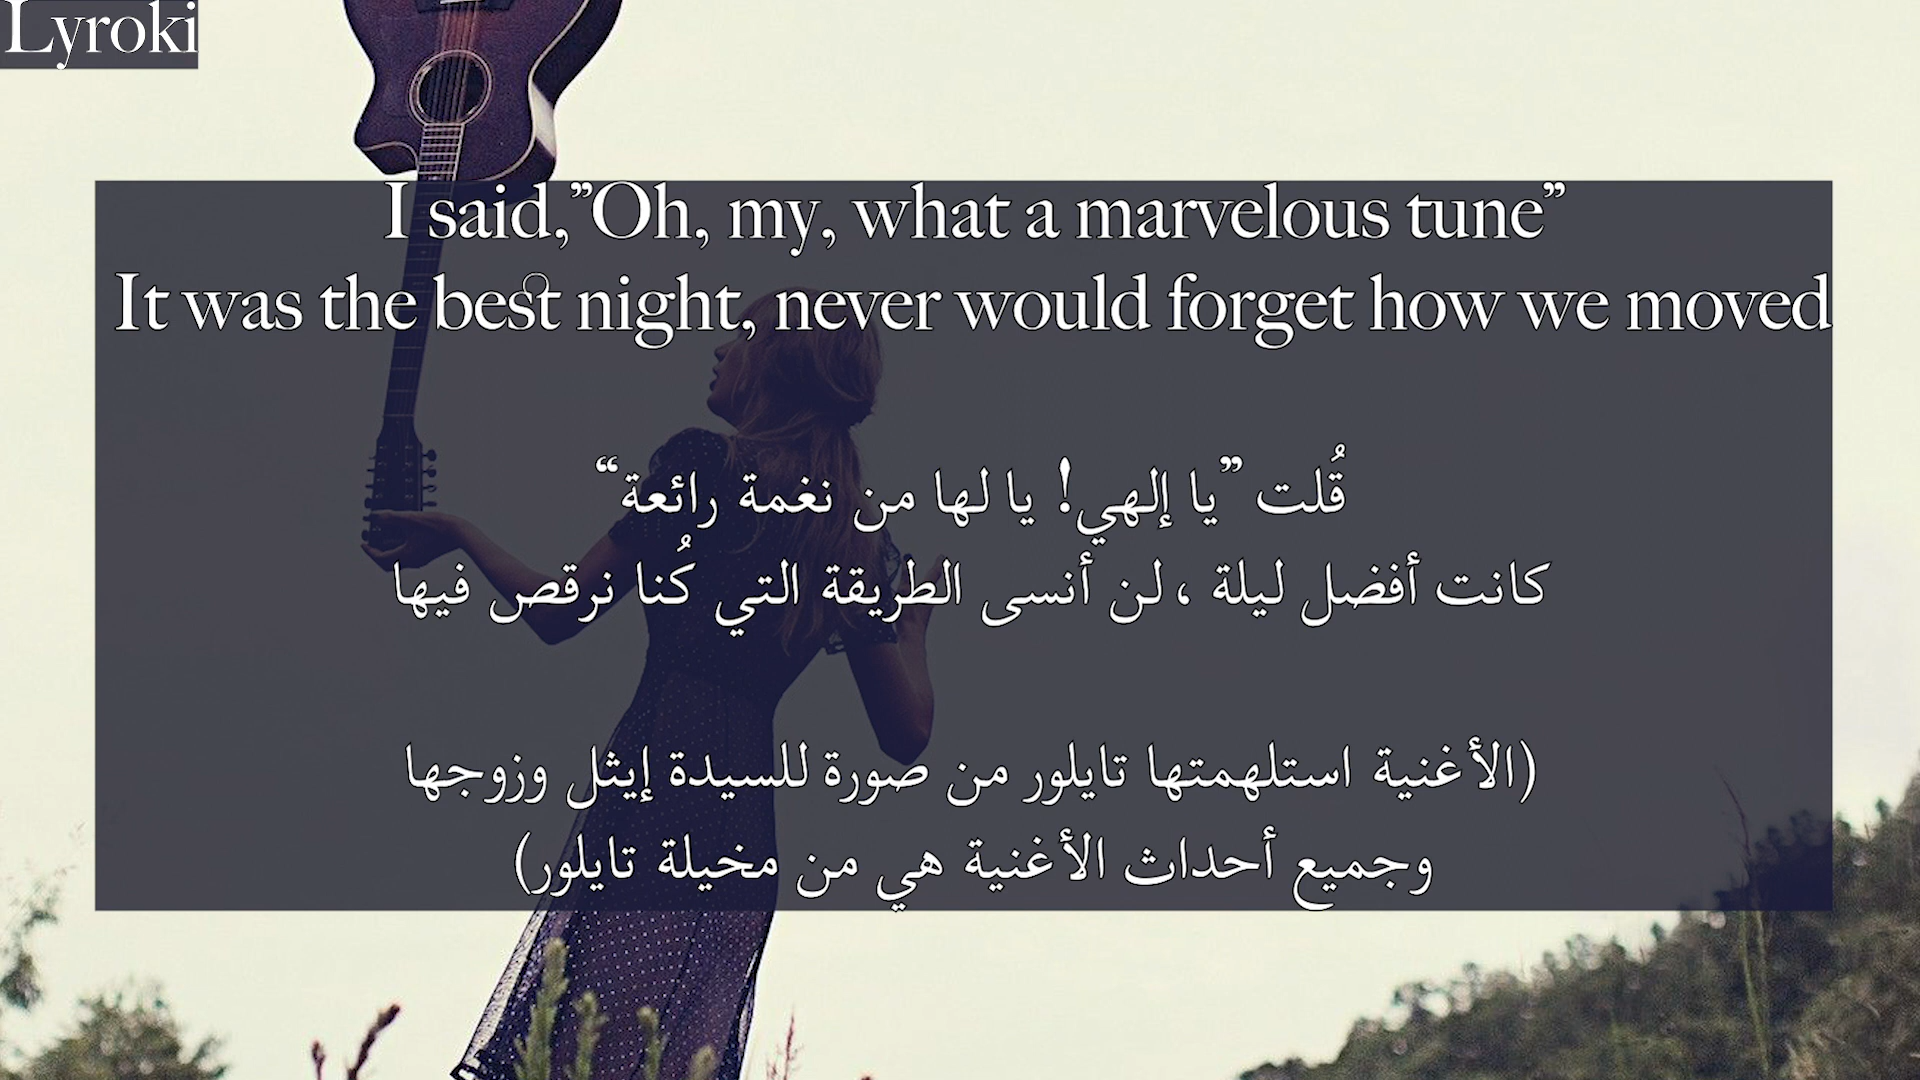 Lyroki
I said,”Oh, my, what a marvelous tune”
It was the best night, never would forget how we moved
قُلت ”يا إلهي! يا لها من نغمة رائعة“
كانت أفضل ليلة ، لن أنسى الطريقة التي كُنا نرقص فيها
(الأغنية استلهمتها تايلور من صورة للسيدة إيثل وزوجها
وجميع أحداث الأغنية هي من مخيلة تايلور)